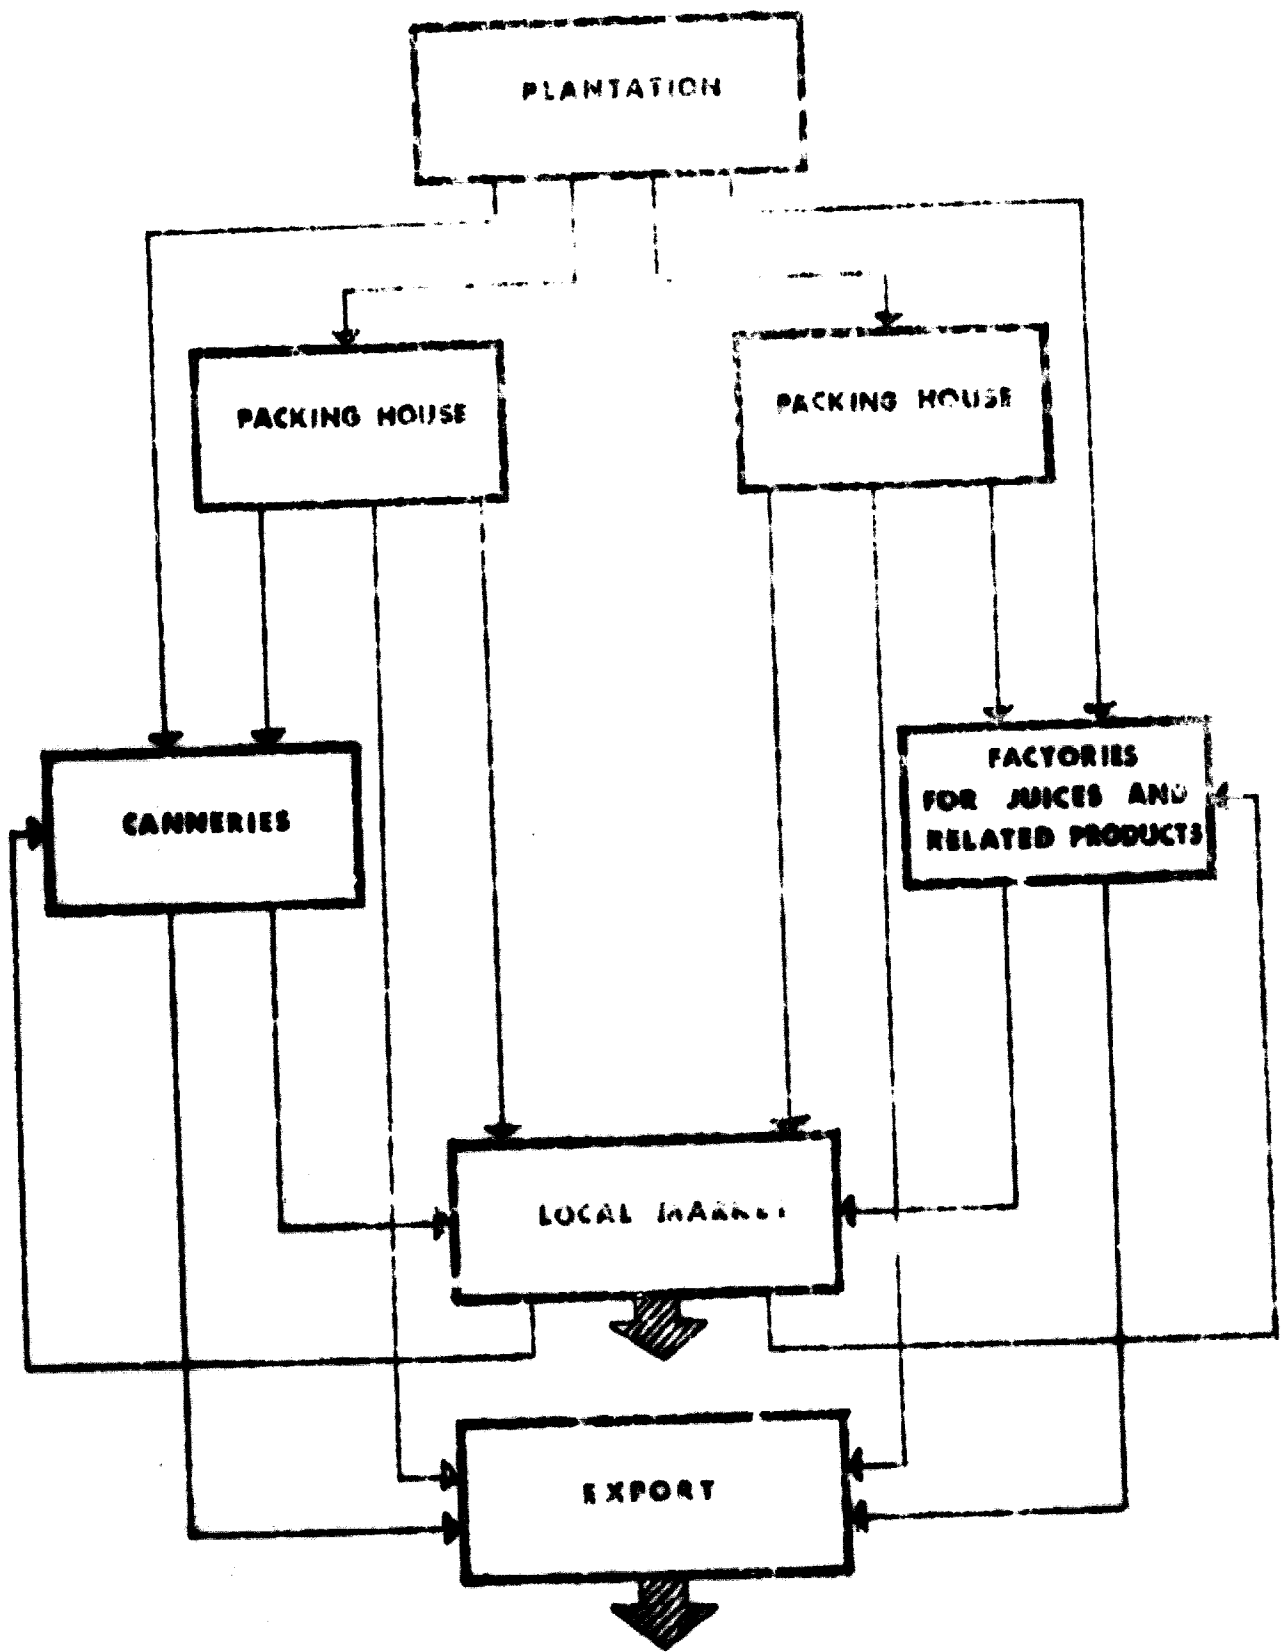 PLANTATION
PACKING HOUSE
PACKING HOUSE
CANNERIES
FACTORIES
FOR JUICES AND
RELATED PRODUCTS
LOCAL MARKET
EXPORT